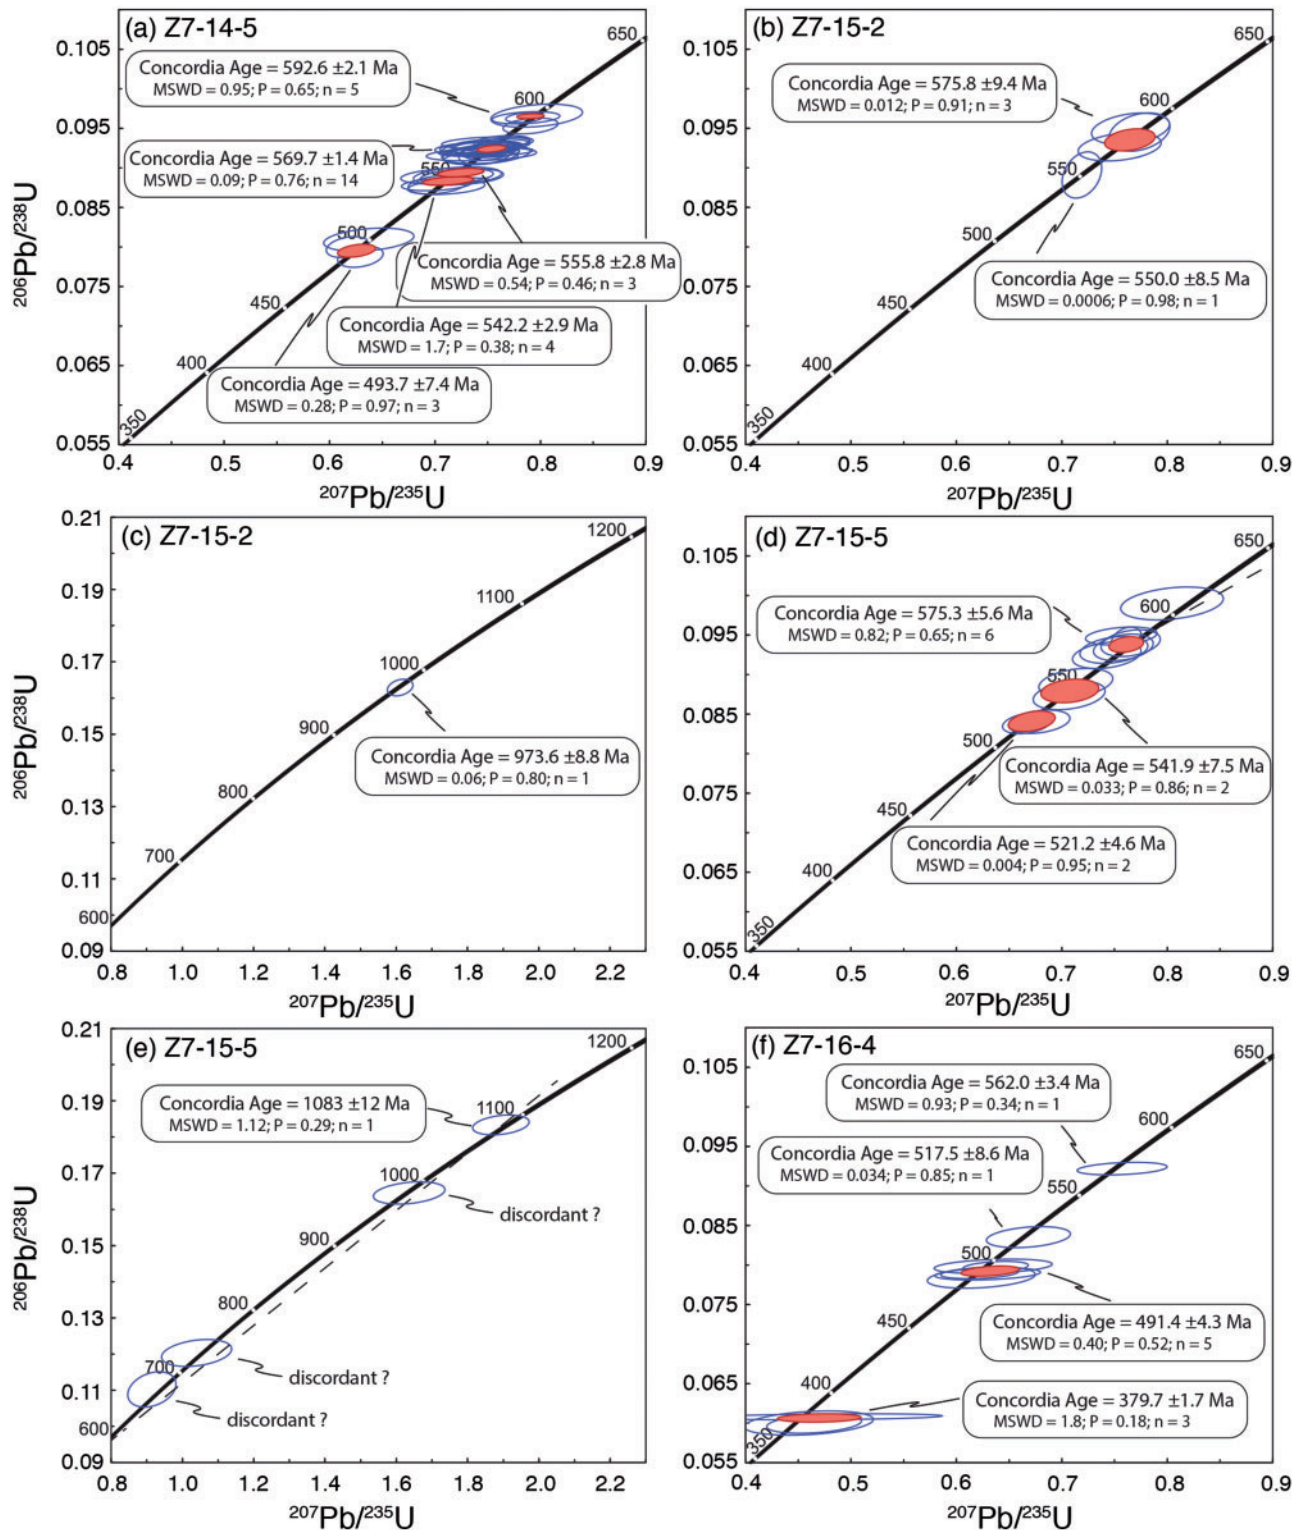 (a) Z7-14-5
Concordia Age = 592.6 ±2.1 Ma
MSWD = 0.95; P = 0.65; n = 5
Concordia Age = 569.7 ±1.4 Ma
MSWD = 0.09; P = 0.76; n = 14
Concordia Age = 555.8 ±2.8 Ma
MSWD = 0.54; P = 0.46; n = 3
Concordia Age = 542.2 ±2.9 Ma
MSWD = 1.7; P = 0.38; n = 4
Concordia Age = 493.7 ±7.4 Ma
MSWD = 0.28; P = 0.97; n = 3
650
600
550
500
450
400
350
0.105
0.095
0.085
0.075
0.065
0.055
0.4 0.5 0.6 0.7 0.8 0.9
206Pb/238U
207Pb/235U
(b) Z7-15-2
Concordia Age = 575.8 ±9.4 Ma
MSWD = 0.012; P = 0.91; n = 3
Concordia Age = 550.0 ±8.5 Ma
MSWD = 0.0006; P = 0.98; n = 1
650
600
550
500
450
400
350
0.105
0.095
0.085
0.075
0.065
0.055
0.4 0.5 0.6 0.7 0.8 0.9
207Pb/235U
(c) Z7-15-2
Concordia Age = 973.6 ±8.8 Ma
MSWD = 0.06; P = 0.80; n = 1
1200
1100
1000
900
800
700
600
0.21
0.19
0.17
0.15
0.13
0.11
0.09
0.8 1.0 1.2 1.4 1.6 1.8 2.0 2.2
206Pb/238U
207Pb/235U
(d) Z7-15-5
Concordia Age = 575.3 ±5.6 Ma
MSWD = 0.82; P = 0.65; n = 6
Concordia Age = 541.9 ±7.5 Ma
MSWD = 0.033; P = 0.86; n = 2
Concordia Age = 521.2 ±4.6 Ma
MSWD = 0.004; P = 0.95; n = 2
650
600
550
500
450
400
350
0.105
0.095
0.085
0.075
0.065
0.055
0.4 0.5 0.6 0.7 0.8 0.9
207Pb/235U
(e) Z7-15-5
Concordia Age = 1083 ±12 Ma
MSWD = 1.12; P = 0.29; n = 1
discordant ?
discordant ?
discordant ?
1200
1100
1000
900
800
700
600
0.21
0.19
0.17
0.15
0.13
0.11
0.09
0.8 1.0 1.2 1.4 1.6 1.8 2.0 2.2
206Pb/238U
207Pb/235U
(f) Z7-16-4
Concordia Age = 562.0 ±3.4 Ma
MSWD = 0.93; P = 0.34; n = 1
Concordia Age = 517.5 ±8.6 Ma
MSWD = 0.034; P = 0.85; n = 1
Concordia Age = 491.4 ±4.3 Ma
MSWD = 0.40; P = 0.52; n = 5
Concordia Age = 379.7 ±1.7 Ma
MSWD = 1.8; P = 0.18; n = 3
650
600
550
500
450
400
350
0.105
0.095
0.085
0.075
0.065
0.055
0.4 0.5 0.6 0.7 0.8 0.9
207Pb/235U